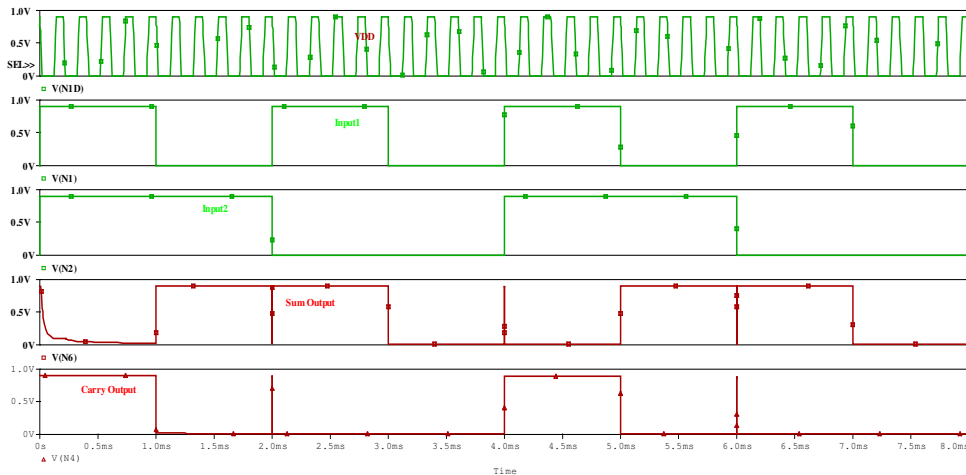 1.0V
VDD
0.5V
SEL>>
0V
V(N1D)
1.0V
Input1
0.5V
0V
V(N1)
1.0V
Input2
0.5V
0V
V(N2)
1.0V
Sum Output
0.5V
0V
V(N6)
1.0V
Carry Output
0.5V
0V
0s 0.5ms 1.0ms 1.5ms 2.0ms 2.5ms 3.0ms 3.5ms 4.0ms 4.5ms 5.0ms 5.5ms 6.0ms 6.5ms 7.0ms 7.5ms 8.0ms
V(N4)
Time